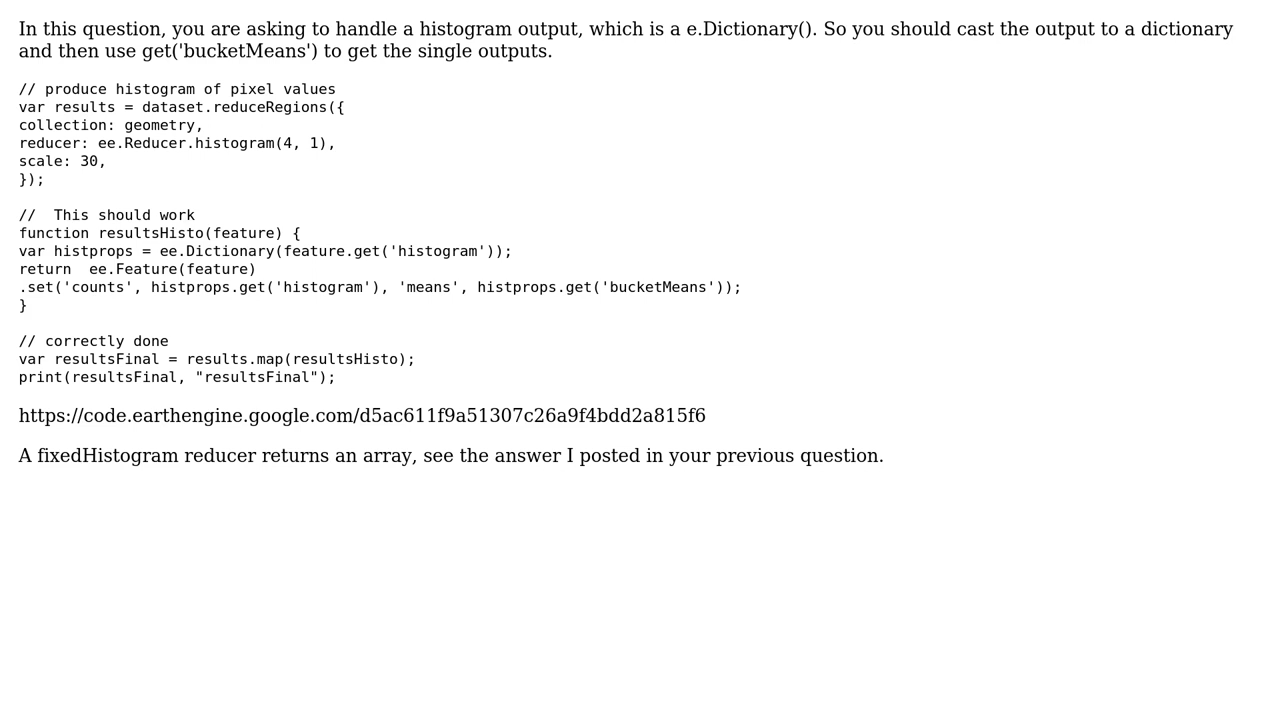 In this question, you are asking to handle a histogram output, which is a e.Dictionary(). So you should cast the output to a dictionary
and then use get('bucketMeans') to get the single outputs.
// produce histogram of pixel values
var results = dataset.reduceRegions({
collection: geometry,
reducer: ee.Reducer.histogram(4, 1),
scale: 30,
});
//  This should work
function resultsHisto(feature) {
var histprops = ee.Dictionary(feature.get('histogram'));
return  ee.Feature(feature)
.set('counts', histprops.get('histogram'), 'means', histprops.get('bucketMeans'));
}
// correctly done
var resultsFinal = results.map(resultsHisto);
print(resultsFinal, "resultsFinal");
https://code.earthengine.google.com/d5ac611f9a51307c26a9f4bdd2a815f6
A fixedHistogram reducer returns an array, see the answer I posted in your previous question.